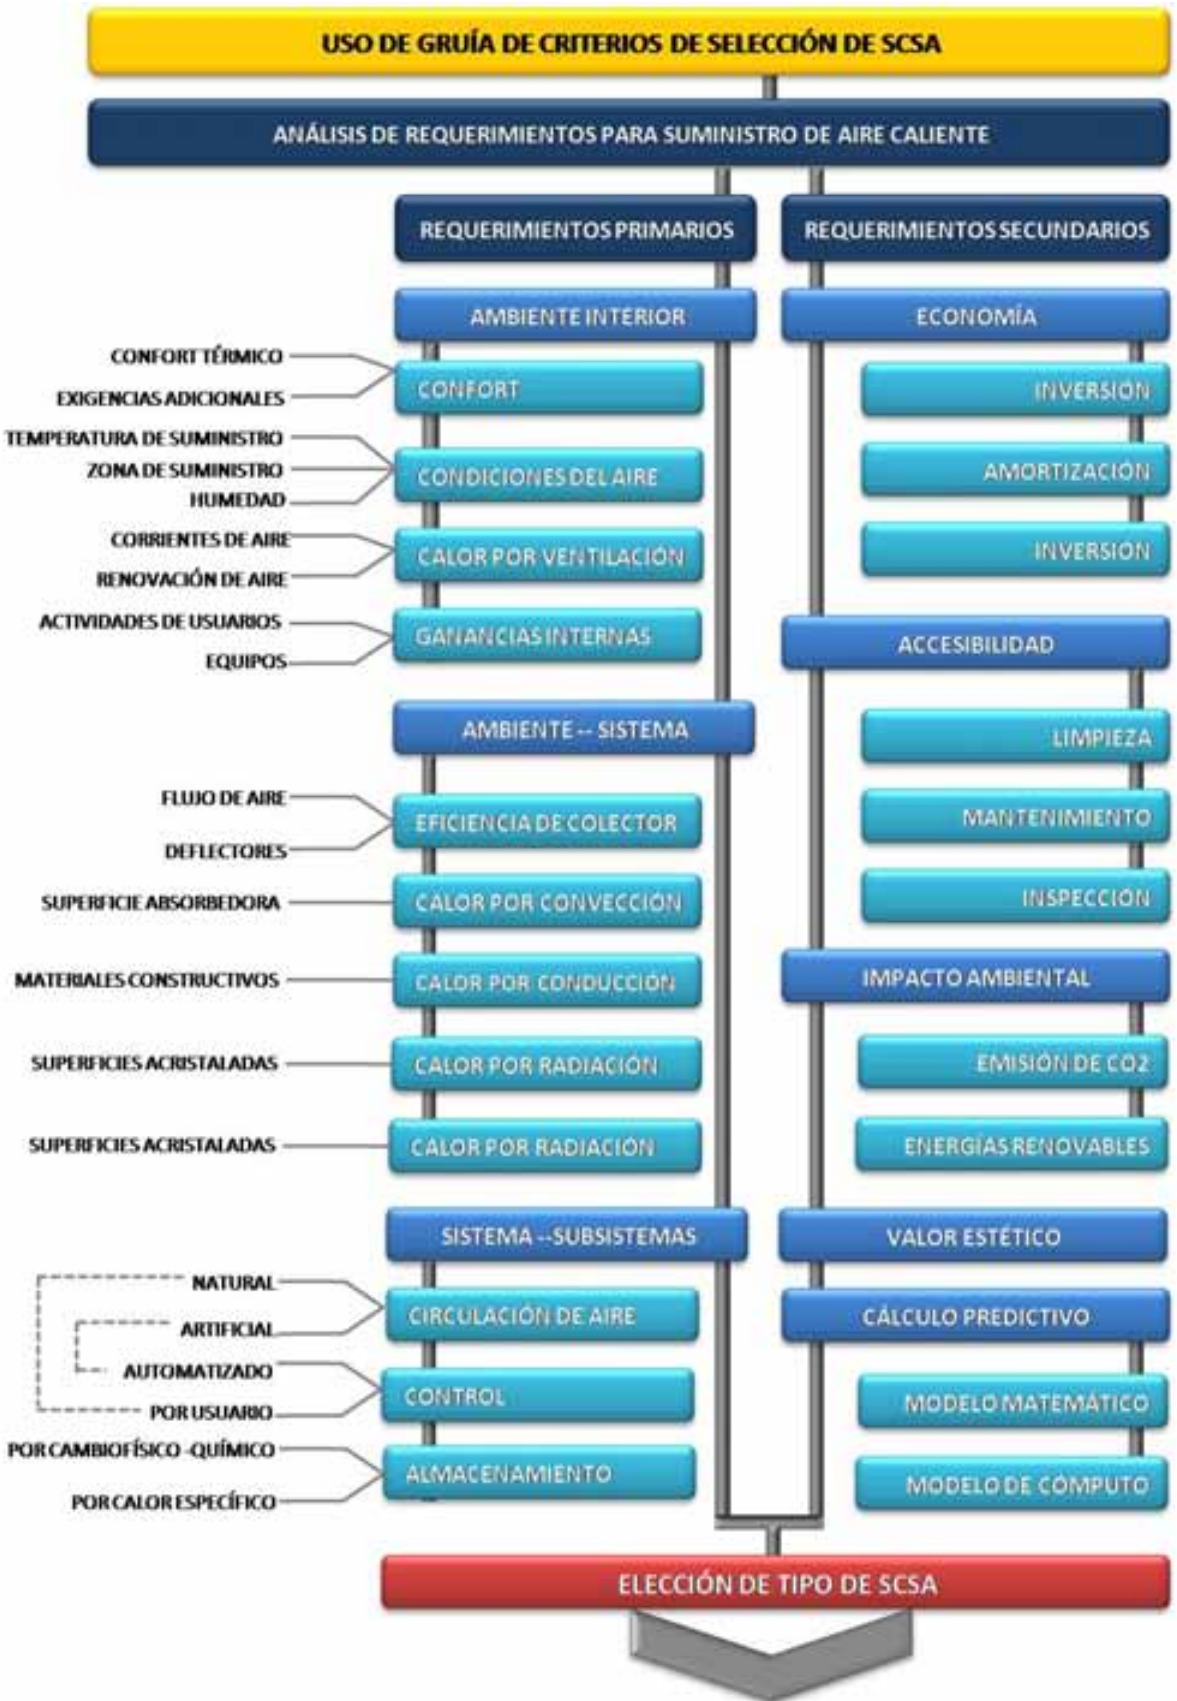 USO DE GRUÍA DE CRITERIOS DE SELECCIÓN DE SCSA
ANÁLISIS DE REQUERIMIENTOS PARA SUMINISTRO DE AIRE CALIENTE
REQUERIMIENTOS PRIMARIOS
AMBIENTE INTERIOR
CONFORT TÉRMICO
EXIGENCIAS ADICIONALES
CONFORT
TEMPERATURA DE SUMINISTRO
ZONA DE SUMINISTRO
HUMEDAD
CONDICIONES DEL AIRE
CORRIENTES DE AIRE
RENOVACIÓN DE AIRE
CALOR POR VENTILACIÓN
ACTIVIDADES DE USUARIOS
EQUIPOS
GANANCIAS INTERNAS
AMBIENTE -- SISTEMA
FLUJO DE AIRE
DEFLECTORES
EFICIENCIA DE COLECTOR
SUPERFICIE ABSORBEDORA
CALOR POR CONVECCIÓN
MATERIALES CONSTRUCTIVOS
CALOR POR CONDUCCIÓN
SUPERFICIES ACRISTALADAS
CALOR POR RADIACIÓN
SUPERFICIES ACRISTALADAS
CALOR POR RADIACIÓN
SISTEMA --SUBSISTEMAS
NATURAL
ARTIFICIAL
CIRCULACIÓN DE AIRE
AUTOMATIZADO
POR USUARIO
CONTROL
POR CAMBIOFÍSICO -QUÍMICO
POR CALOR ESPECÍFICO
ALMACENAMIENTO
REQUERIMIENTOS SECUNDARIOS
ECONOMÍA
INVERSIÓN
AMORTIZACIÓN
INVERSIÓN
ACCESIBILIDAD
LIMPIEZA
MANTENIMIENTO
INSPECCIÓN
IMPACTO AMBIENTAL
EMISIÓN DE CO2
ENERGÍAS RENOVABLES
VALOR ESTÉTICO
CÁLCULO PREDICTIVO
MODELO MATEMÁTICO
MODELO DE CÓMPUTO
ELECCIÓN DE TIPO DE SCSA